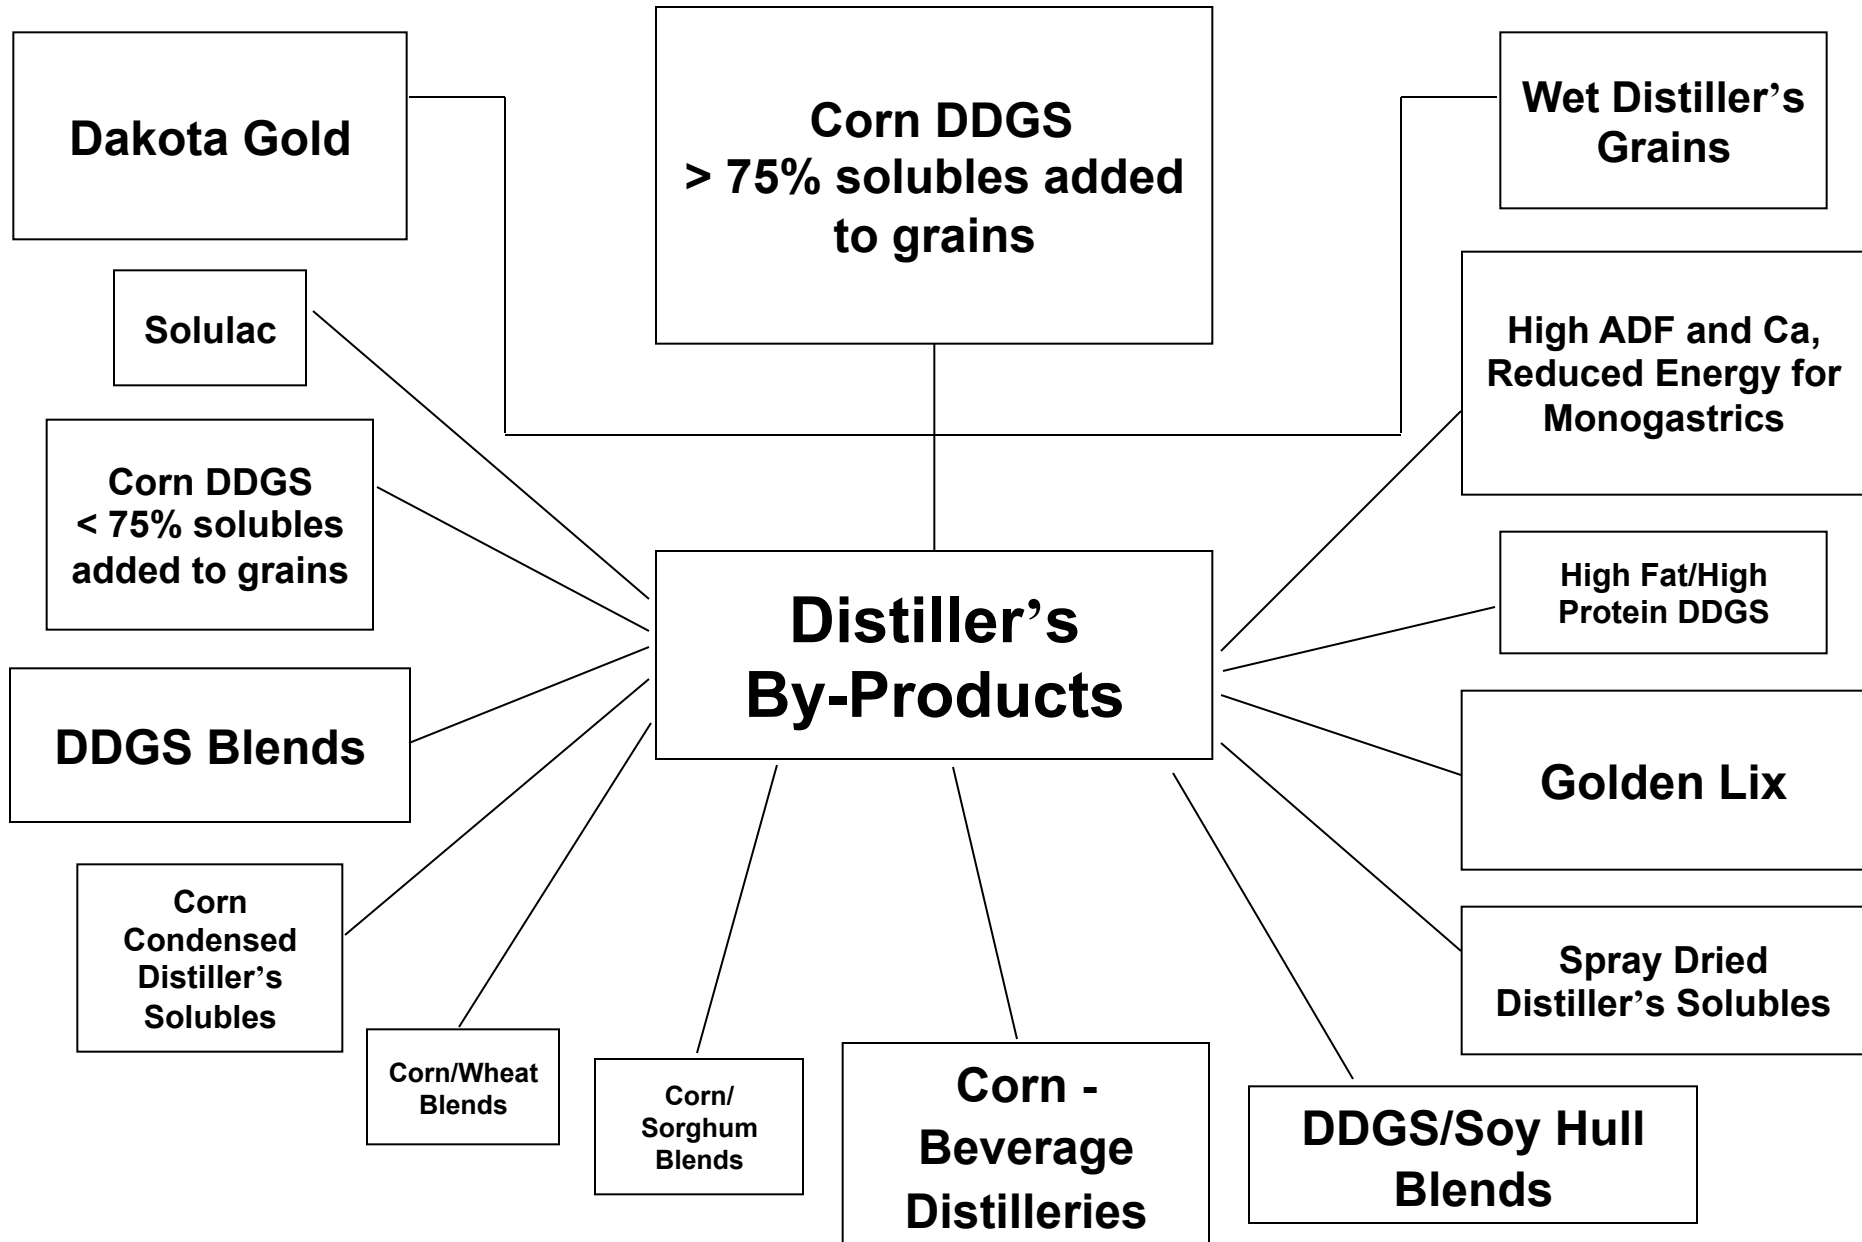 Dakota Gold
Corn DDGS
> 75% solubles added
to grains
Wet Distiller’s
Grains
Solulac
High ADF and Ca,
Reduced Energy for
Monogastrics
Corn DDGS
< 75% solubles
added to grains
High Fat/High
Protein DDGS
Distiller’s
By-Products
DDGS Blends
Golden Lix
Corn
Condensed
Distiller’s
Solubles
Spray Dried
Distiller’s Solubles
Corn/Wheat
Blends
Corn/
Sorghum
Blends
Corn -
Beverage
Distilleries
DDGS/Soy Hull
Blends